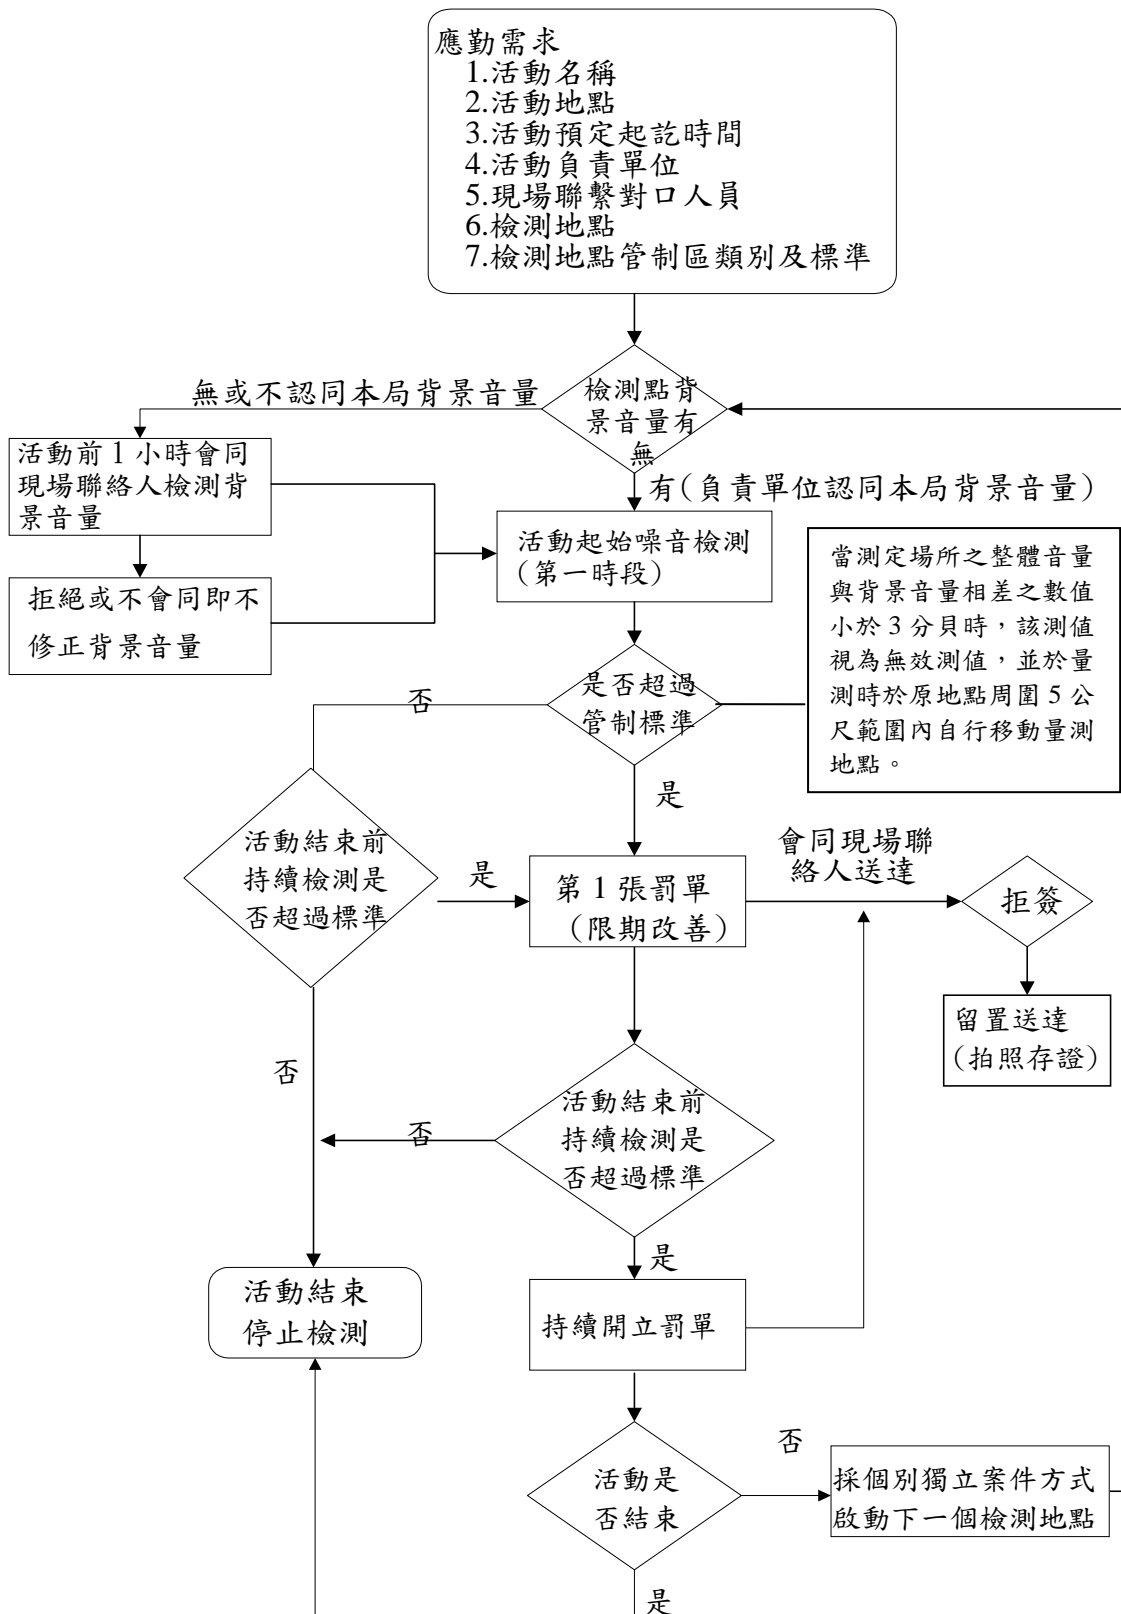 應勤需求
1.活動名稱
2.活動地點
3.活動預定起訖時間
4.活動負責單位
5.現場聯繫對口人員
6.檢測地點
7.檢測地點管制區類別及標準
無或不認同本局背景音量
檢測點背
景音量有
無
活動前1小時會同
現場聯絡人檢測背
景音量
有(負責單位認同本局背景音量)
拒絕或不會同即不
修正背景音量
活動起始噪音檢測
(第一時段)
當測定場所之整體音量
與背景音量相差之數值
小於3分貝時，該測值
視為無效測值，並於量
測時於原地點周圍5公
尺範圍內自行移動量測
地點。
否
是否超過
管制標準
是
活動結束前
持續檢測是
否超過標準
是
第1張罰單
(限期改善)
會同現場聯
絡人送達
拒簽
留置送達
(拍照存證)
否
活動結束前
持續檢測是
否超過標準
否
是
活動結束
停止檢測
持續開立罰單
活動是
否結束
否
採個別獨立案件方式
啟動下一個檢測地點
是